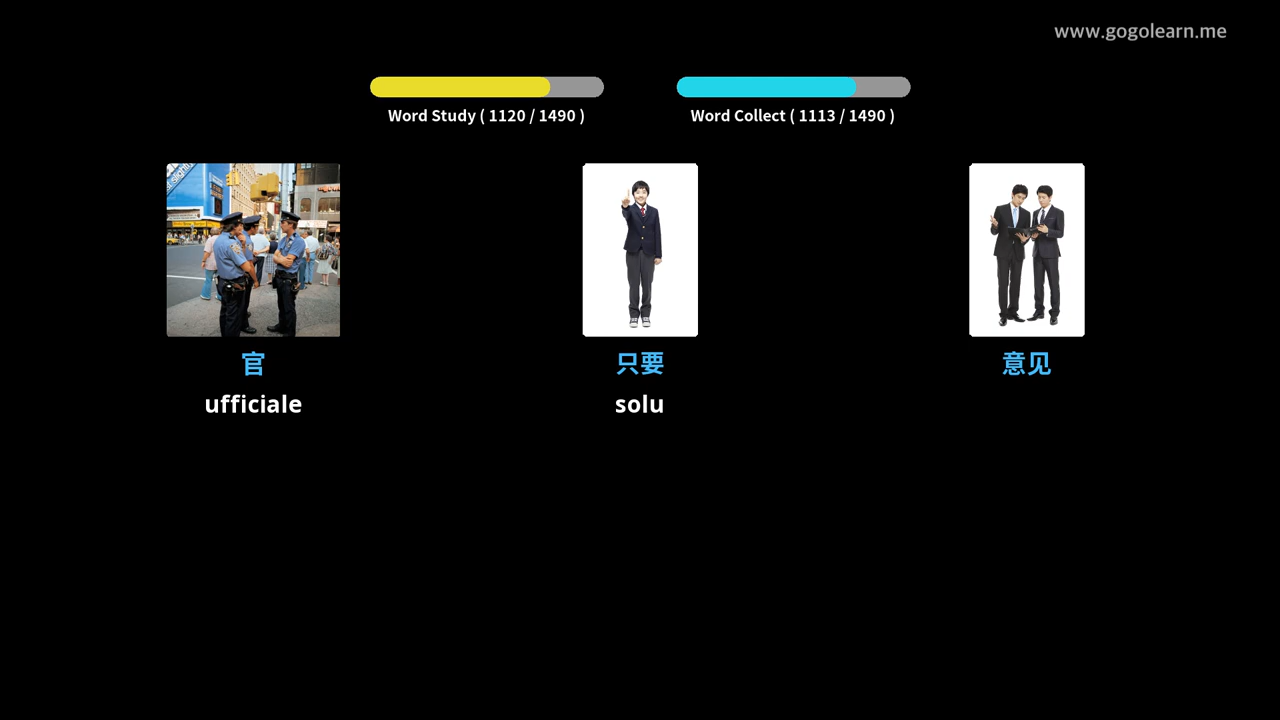 www.gogolearn.me
Word Study ( 1120 / 1490 )
Word Collect ( 1113 / 1490 )
官
只要
意见
ufficiale
solu